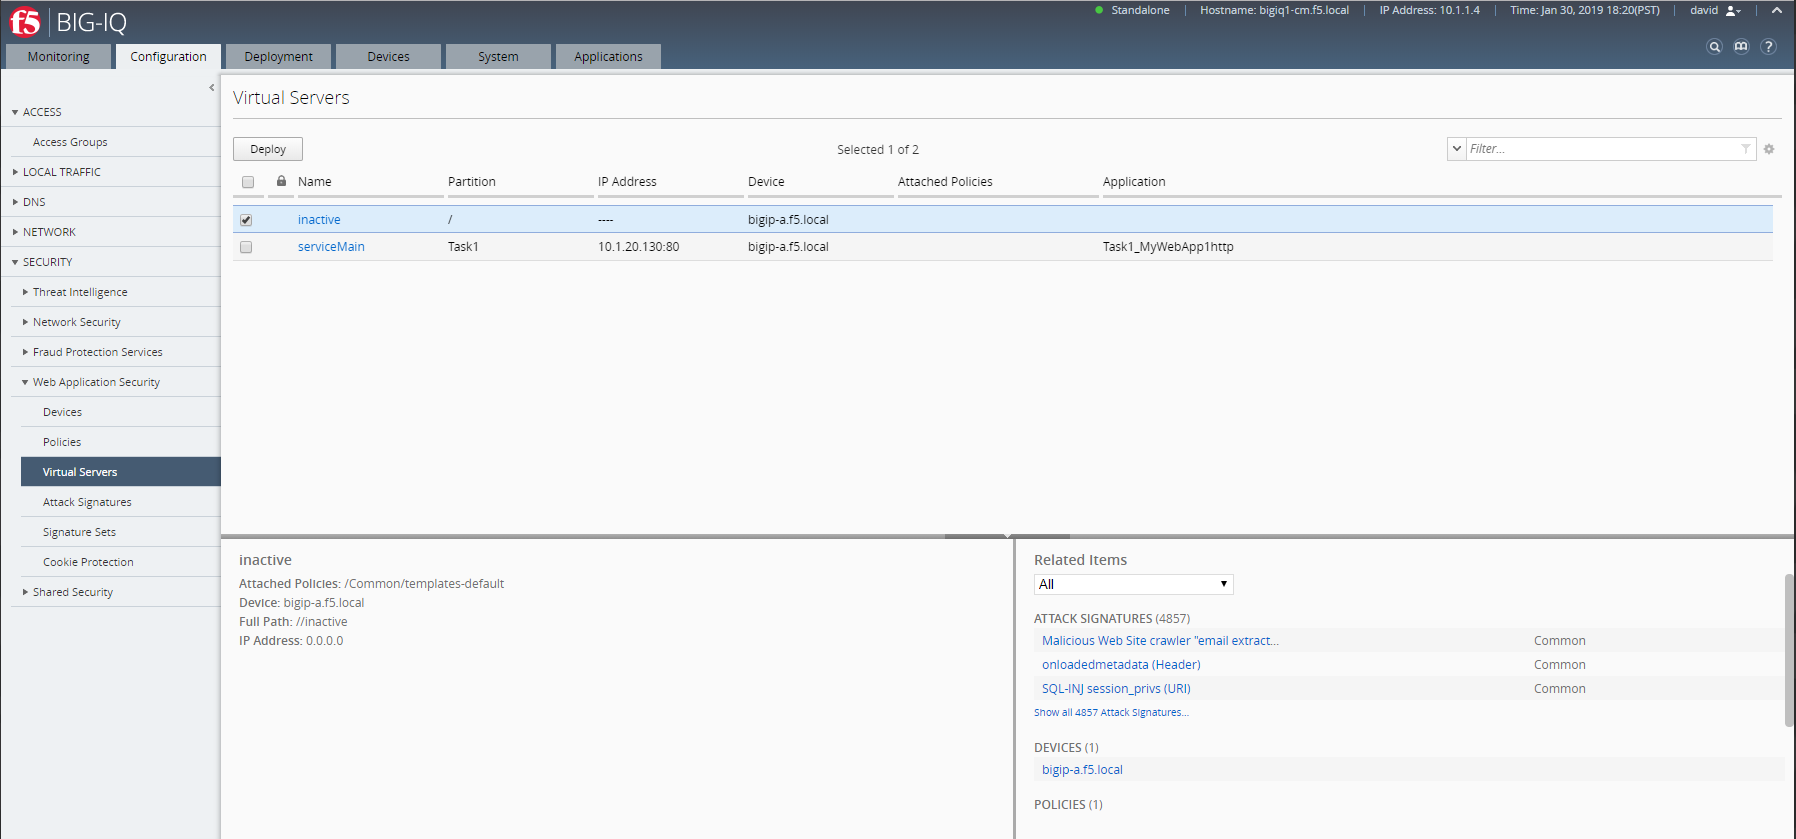 f5 BIG-IQ
Standalone Hostname: bigiq1-cm.f5.local IP Address: 10.1.1.4 Time: Jan 30, 2019 18:20(PST) david
Monitoring Configuration Deployment Devices System Applications
ACCESS
Access Groups
LOCAL TRAFFIC
DNS
NETWORK
SECURITY
Threat Intelligence
Network Security
Fraud Protection Services
Web Application Security
Devices
Policies
Virtual Servers
Attack Signatures
Signature Sets
Cookie Protection
Shared Security
Virtual Servers
Deploy Selected 1 of 2 Filter...
Name Partition IP Address Device Attached Policies Application
inactive / ---- bigip-a.f5.local
serviceMain Task1 10.1.20.130:80 bigip-a.f5.local Task1_MyWebApp1http
inactive
Attached Policies: /Common/templates-default
Device: bigip-a.f5.local
Full Path: //inactive
IP Address: 0.0.0.0
Related Items
All
ATTACK SIGNATURES (4857)
Malicious Web Site crawler "email extract... Common
onloadedmetadata (Header) Common
SQL-INJ session_privs (URI) Common
Show all 4857 Attack Signatures...
DEVICES (1)
bigip-a.f5.local
POLICIES (1)